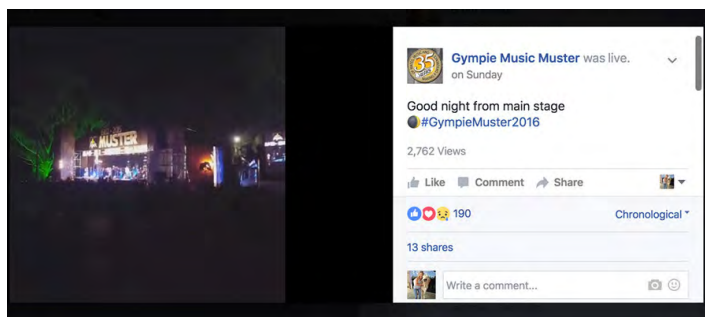 MUSTER
35
Gympie Music Muster was live.
on Sunday
Good night from main stage
#GympieMuster2016
2,762 Views
Like Comment Share
190 Chronological
13 shares
Write a comment...